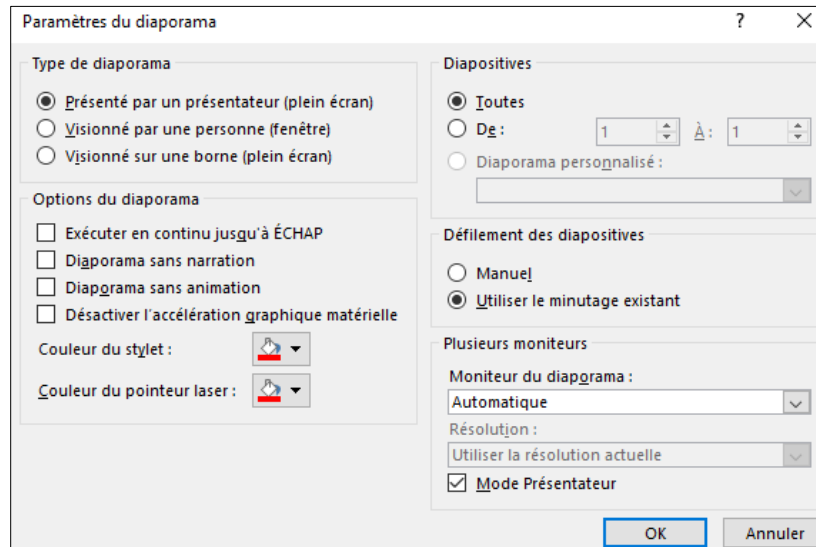 Paramètres du diaporama
?
Type de diaporama
Présenté par un présentateur (plein écran)
Visionné par une personne (fenêtre)
Visionné sur une borne (plein écran)
Options du diaporama
Exécuter en continu jusqu'à ÉCHAP
Diaporama sans narration
Diaporama sans animation
Désactiver l'accélération graphique matérielle
Couleur du stylet :
Couleur du pointeur laser :
Diapositives
Toutes
De : 1 À : 1
Diaporama personnalisé :
Défilement des diapositives
Manuel
Utiliser le minutage existant
Plusieurs moniteurs
Moniteur du diaporama :
Automatique
Résolution :
Utiliser la résolution actuelle
Mode Présentateur
OK Annuler